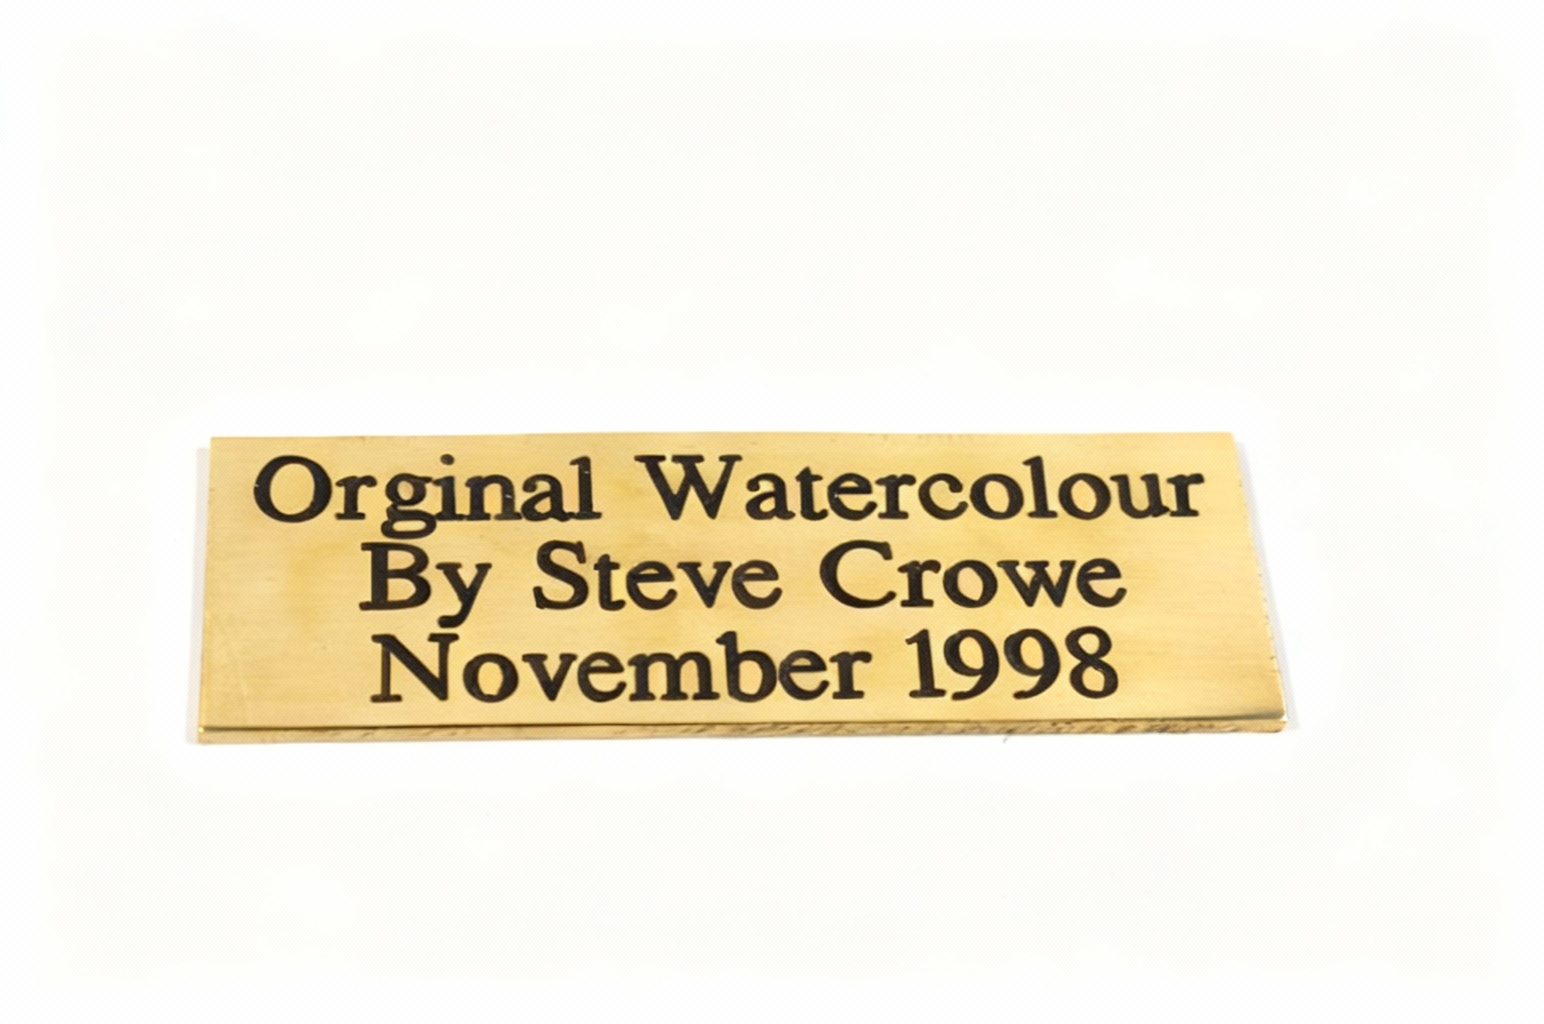 Orginal Watercolour
By Steve Crowe
November 1998